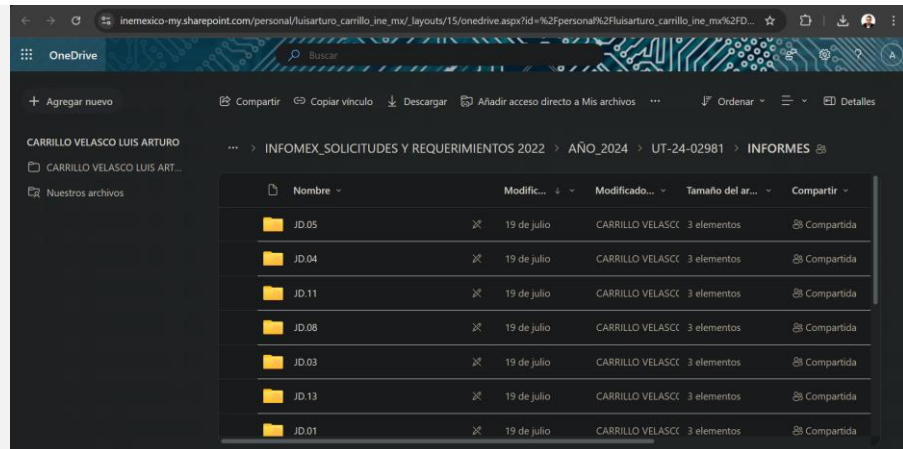 inemexico-my.sharepoint.com/personal/luisarturo_carrillo_ine_mx/_layouts/15/onedrive.aspx?id=%2Fpersonal%2Fluisarturo_carrillo_ine_mx%2FD...
OneDrive
Buscar
A
+ Agregar nuevo
Compartir Copiar vínculo Descargar Añadir acceso directo a Mis archivos ... Ordenar Detalles
CARRILLO VELASCO LUIS ARTURO
CARRILLO VELASCO LUIS ART...
Nuestros archivos
... > INFOMEX_SOLICITUDES Y REQUERIMIENTOS 2022 > AÑO_2024 > UT-24-02981 > INFORMES
Nombre Modific... Modificado... Tamaño del ar... Compartir
JD.05 19 de julio CARRILLO VELASC 3 elementos Compartida
JD.04 19 de julio CARRILLO VELASC 3 elementos Compartida
JD.11 19 de julio CARRILLO VELASC 3 elementos Compartida
JD.08 19 de julio CARRILLO VELASC 3 elementos Compartida
JD.03 19 de julio CARRILLO VELASC 3 elementos Compartida
JD.13 19 de julio CARRILLO VELASC 3 elementos Compartida
JD.01 19 de julio CARRILLO VELASC 3 elementos Compartida